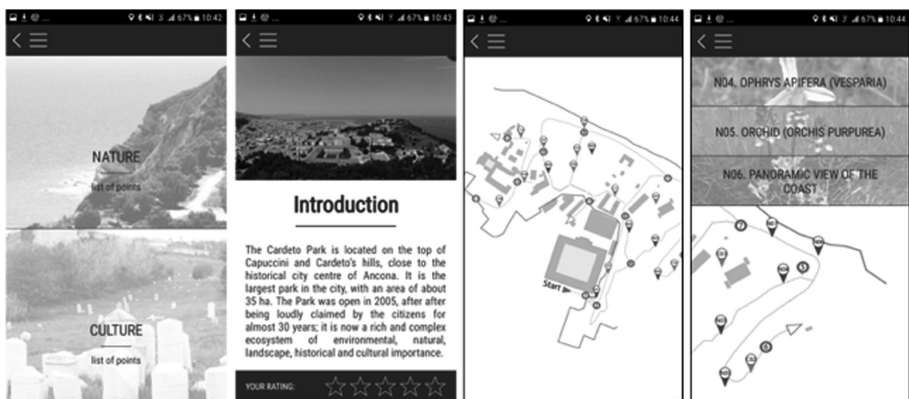 67% 10:42
NATURE
list of points
CULTURE
list of points
67% 10:43
Introduction
The Cardeto Park is located on the top of
Capuccini and Cardeto's hills, close to the
historical city centre of Ancona. It is the
largest park in the city, with an area of about
35 ha. The Park was open in 2005, after after
being loudly claimed by the citizens for
almost 30 years; it is now a rich and complex
ecosystem of environmental, natural,
landscape, historical and cultural importance.
YOUR RATING:
67% 10:44
Start
67% 10:44
N04. OPHRYS APIFERA (VESPARIA)
N05. ORCHID (ORCHIS PURPUREA)
N06. PANORAMIC VIEW OF THE
COAST